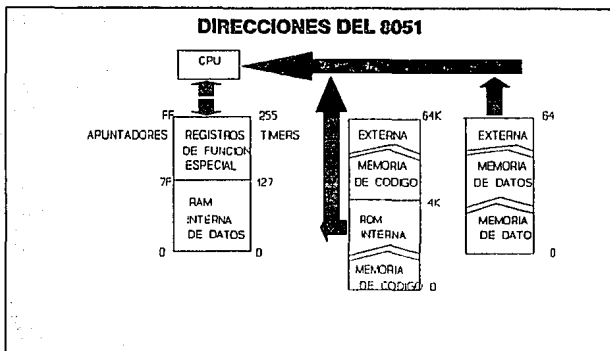 DIRECCIONES DEL 8051
CPU
FF 255
APUNTADORES REGISTROS DE FUNCION ESPECIAL TIMERS
7F 127
RAM
INTERNA
DE DATOS
0 0
64K
EXTERNA
MEMORIA
DE CODIGO
4K
ROM
INTERNA
MEMORIA
DE CODIGO
0
64
EXTERNA
MEMORIA
DE DATOS
MEMORIA
DE DATO
0